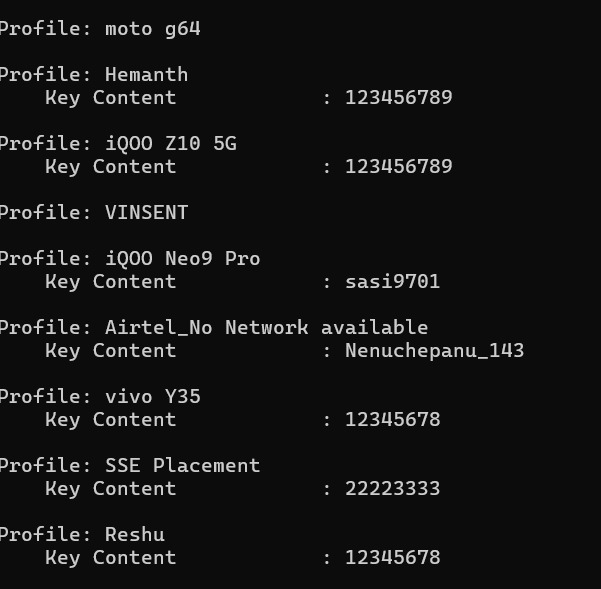 Profile: moto g64
Profile: Hemanth
Key Content : 123456789
Profile: iQOO Z10 5G
Key Content : 123456789
Profile: VINSENT
Profile: iQOO Neo9 Pro
Key Content : sasi9701
Profile: Airtel_No Network available
Key Content : Nenuchepanu_143
Profile: vivo Y35
Key Content : 12345678
Profile: SSE Placement
Key Content : 22223333
Profile: Reshu
Key Content : 12345678